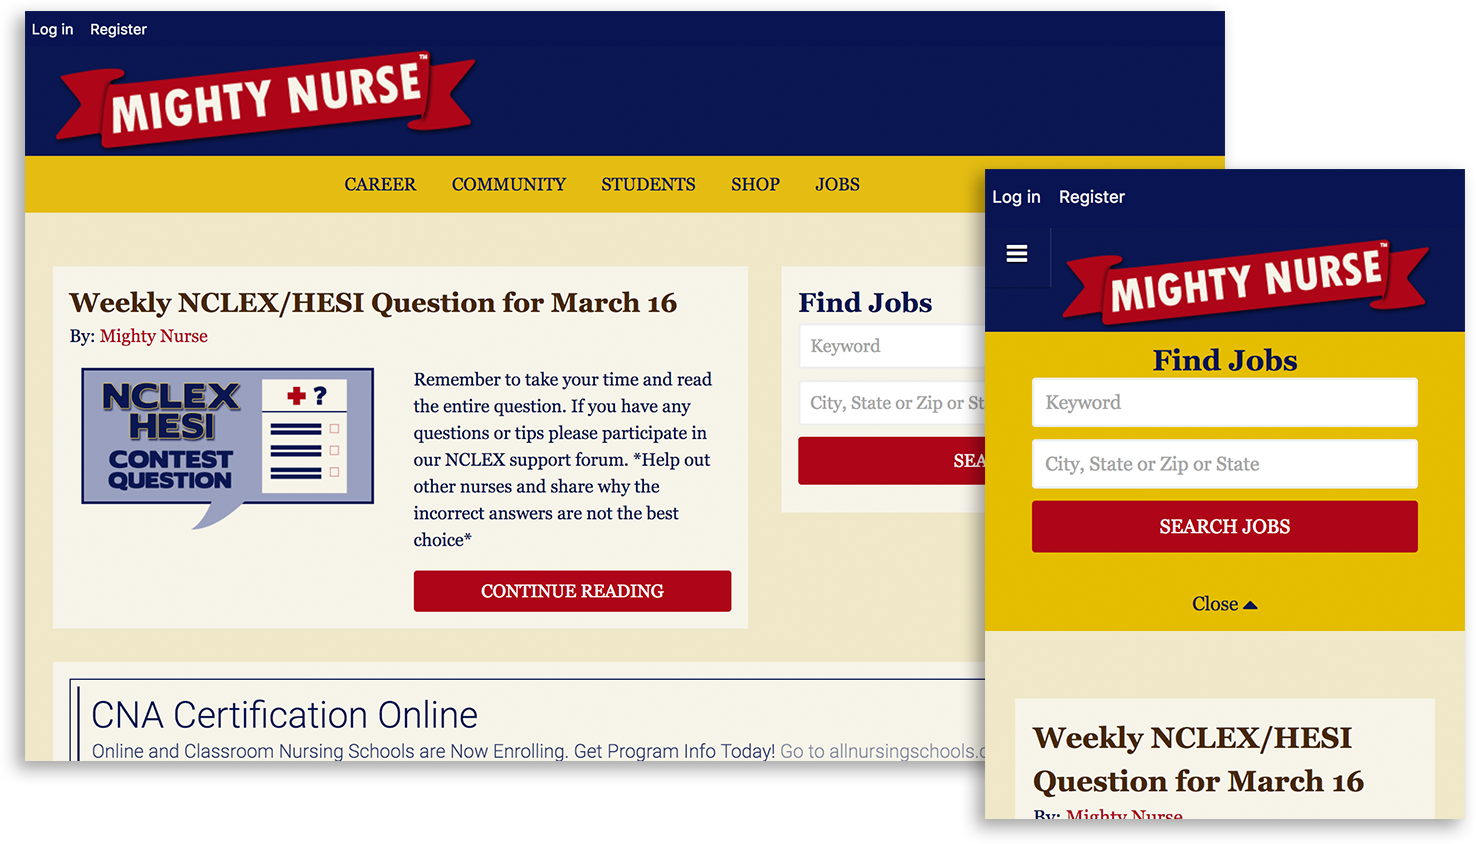 Log in Register
MIGHTY NURSE™
CAREER COMMUNITY STUDENTS SHOP JOBS
Weekly NCLEX/HESI Question for March 16
By: Mighty Nurse
NCLEX
HESI
CONTEST
QUESTION
+ ?
Remember to take your time and read
the entire question. If you have any
questions or tips please participate in
our NCLEX support forum. *Help out
other nurses and share why the
incorrect answers are not the best
choice*
CONTINUE READING
Find Jobs
Keyword
City, State or Zip or St
SEA
CNA Certification Online
Online and Classroom Nursing Schools are Now Enrolling. Get Program Info Today! Go to allnursingschools.c
Log in Register
MIGHTY NURSE™
Find Jobs
Keyword
City, State or Zip or State
SEARCH JOBS
Close
Weekly NCLEX/HESI
Question for March 16
By: Mighty Nurse